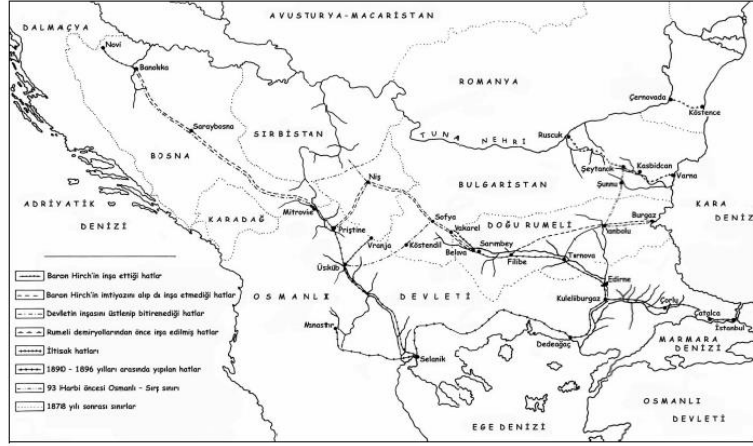 AVUSTURYA-MACARİSTAN
DALMAÇYA
Novi
Banaluka
ROMANYA
Çernovada
Köstence
Saraybosna
SIRBİSTAN
TUNA NEHRI
Ruscuk
BOSNA
Şeytancık
Kasbidcan
Niş
Şumnu
Varna
BULGARİSTAN
ADRİYATİK
DENİZİ
KARADAĞ
Mitroviç
KARA
DENİZ
Sofya
DOĞU RUMELİ
Burgaz
Priştine
Vakarel
Vranja
Köstendil
Belova
Sarımbey
Yanbolu
Filibe
Tırnova
Üsküb
Edirne
Baron Hirch'in inşa ettiği hatlar
OSMANLI
DEVLETİ
Baron Hirch'in imtiyazını alıp da inşa etmediği hatlar
Kuleliburgaz
Çorlu
Devletin inşasını üstlenip bitirenediği hatlar
Manastır
Çatalca
İstanbul
Rumeli demiryollarından önce inşa edilmiş hatlar
Dedeağaç
MARMARA
DENİZİ
İltisak hatları
Selanik
1890 - 1896 yılları arasında yapılan hatlar
93 Harbi öncesi Osmanlı - Sırş sınırı
OSMANLI
DEVLETİ
1878 yılı sonrası sınırlar
EGE DENİZİ